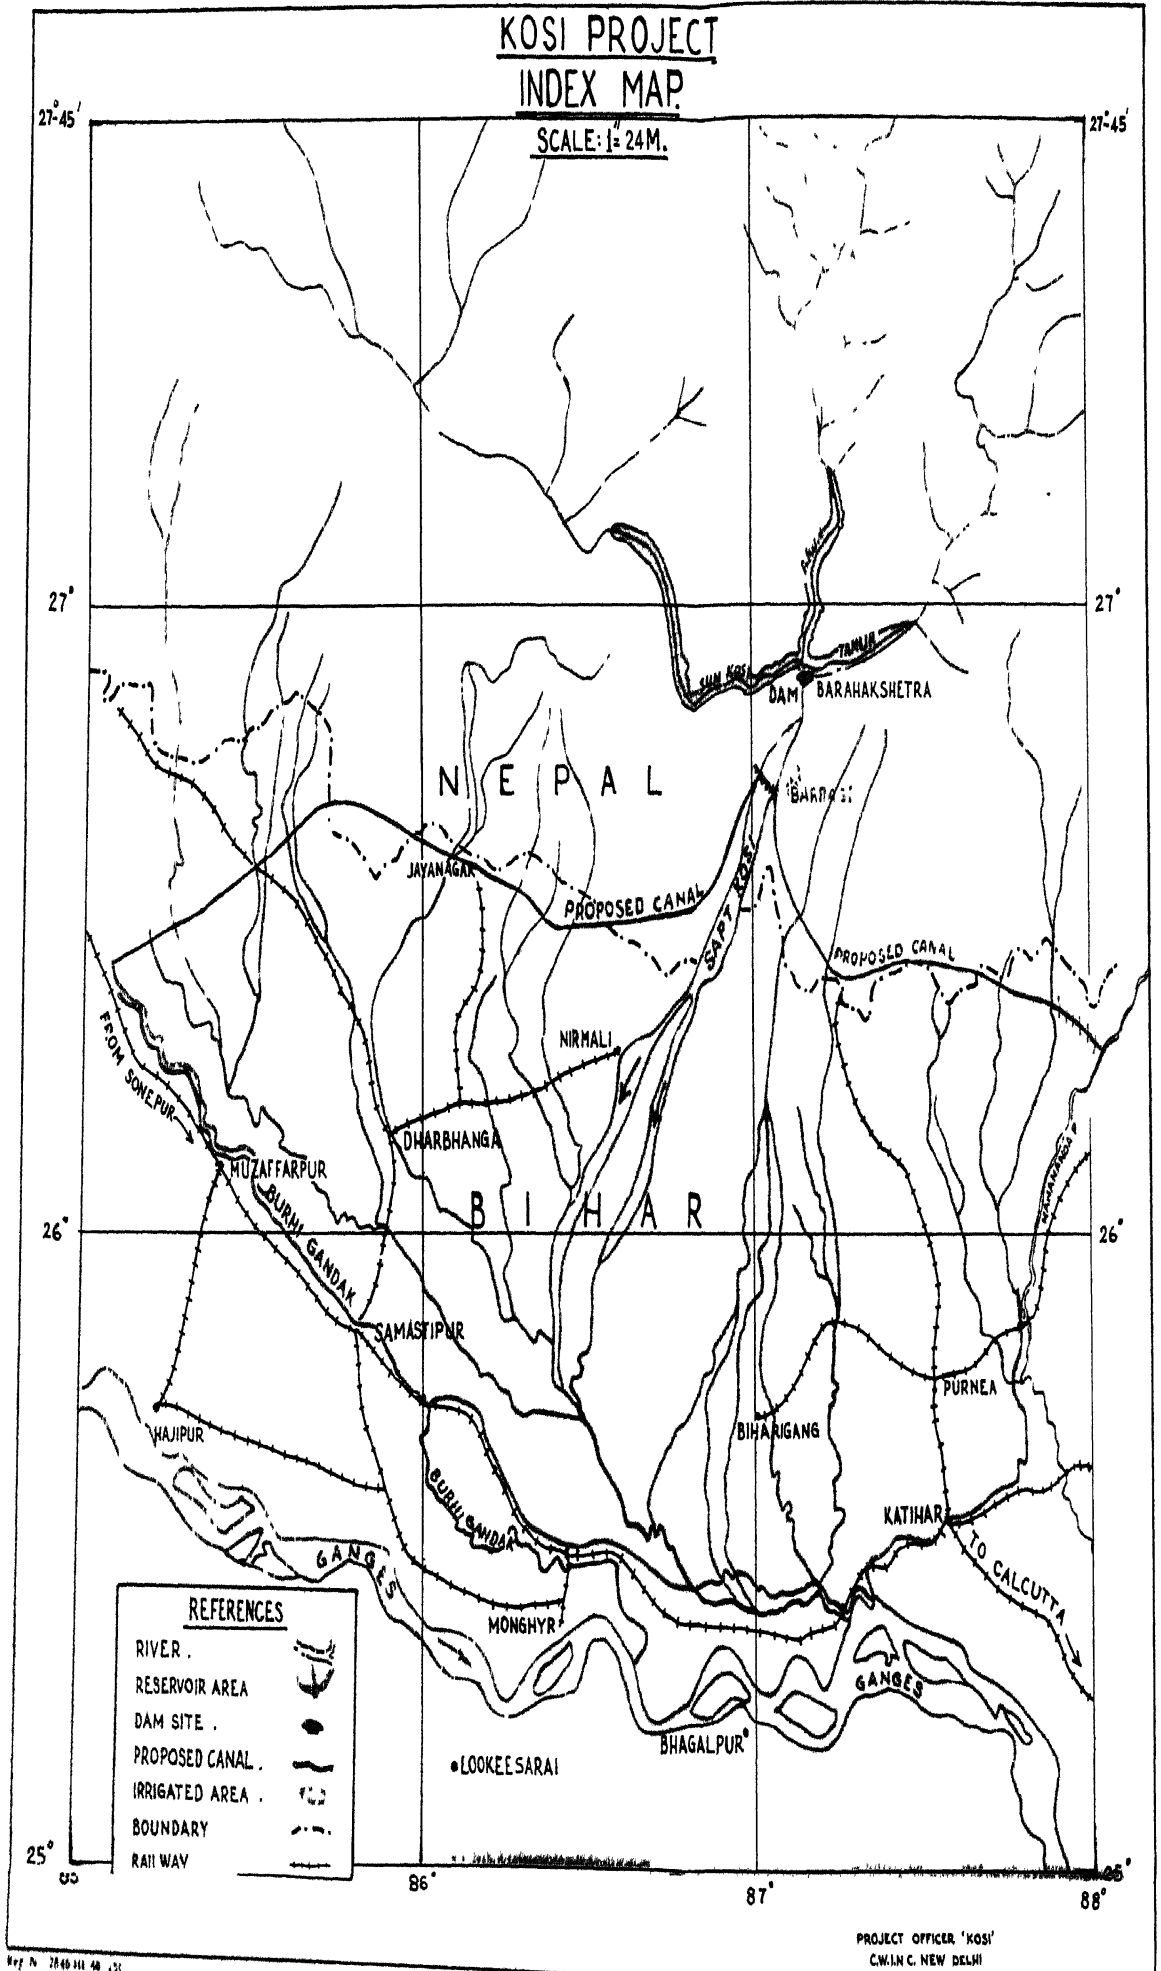 KOSI PROJECT
INDEX MAP.
SCALE: 1"= 24M.
27°-45'
27°-45'
27°
27°
SUN KOSI
TAMUR
DAM
BARAHAKSHETRA
NEPAL
JAYANAGAR
PROPOSED CANAL
SAPT KOSI
PROPOSED CANAL
FROM SONEPUR
NIRMALI
DHARBHANGA
MUZAFFARPUR
BIHAR
26°
26°
BURHI GANDAK
SAMASTIPUR
HAJIPUR
PURNEA
BIHARIGANG
BURHI GANDAK
KATIHAR
TO CALCUTTA
GANGES
MONGHYR
GANGES
BHAGALPUR
LOOKEESARAI
REFERENCES
RIVER.
RESERVOIR AREA
DAM SITE.
PROPOSED CANAL.
IRRIGATED AREA.
BOUNDARY
RAILWAY
25°
25°
86°
87°
88°
PROJECT OFFICER 'KOSI'
C.W.I.N C. NEW DELHI